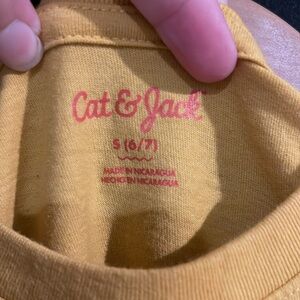 Cat & Jack
S (6/7)
MADE IN NICARAGUA
HECHO EN NICARAGUA